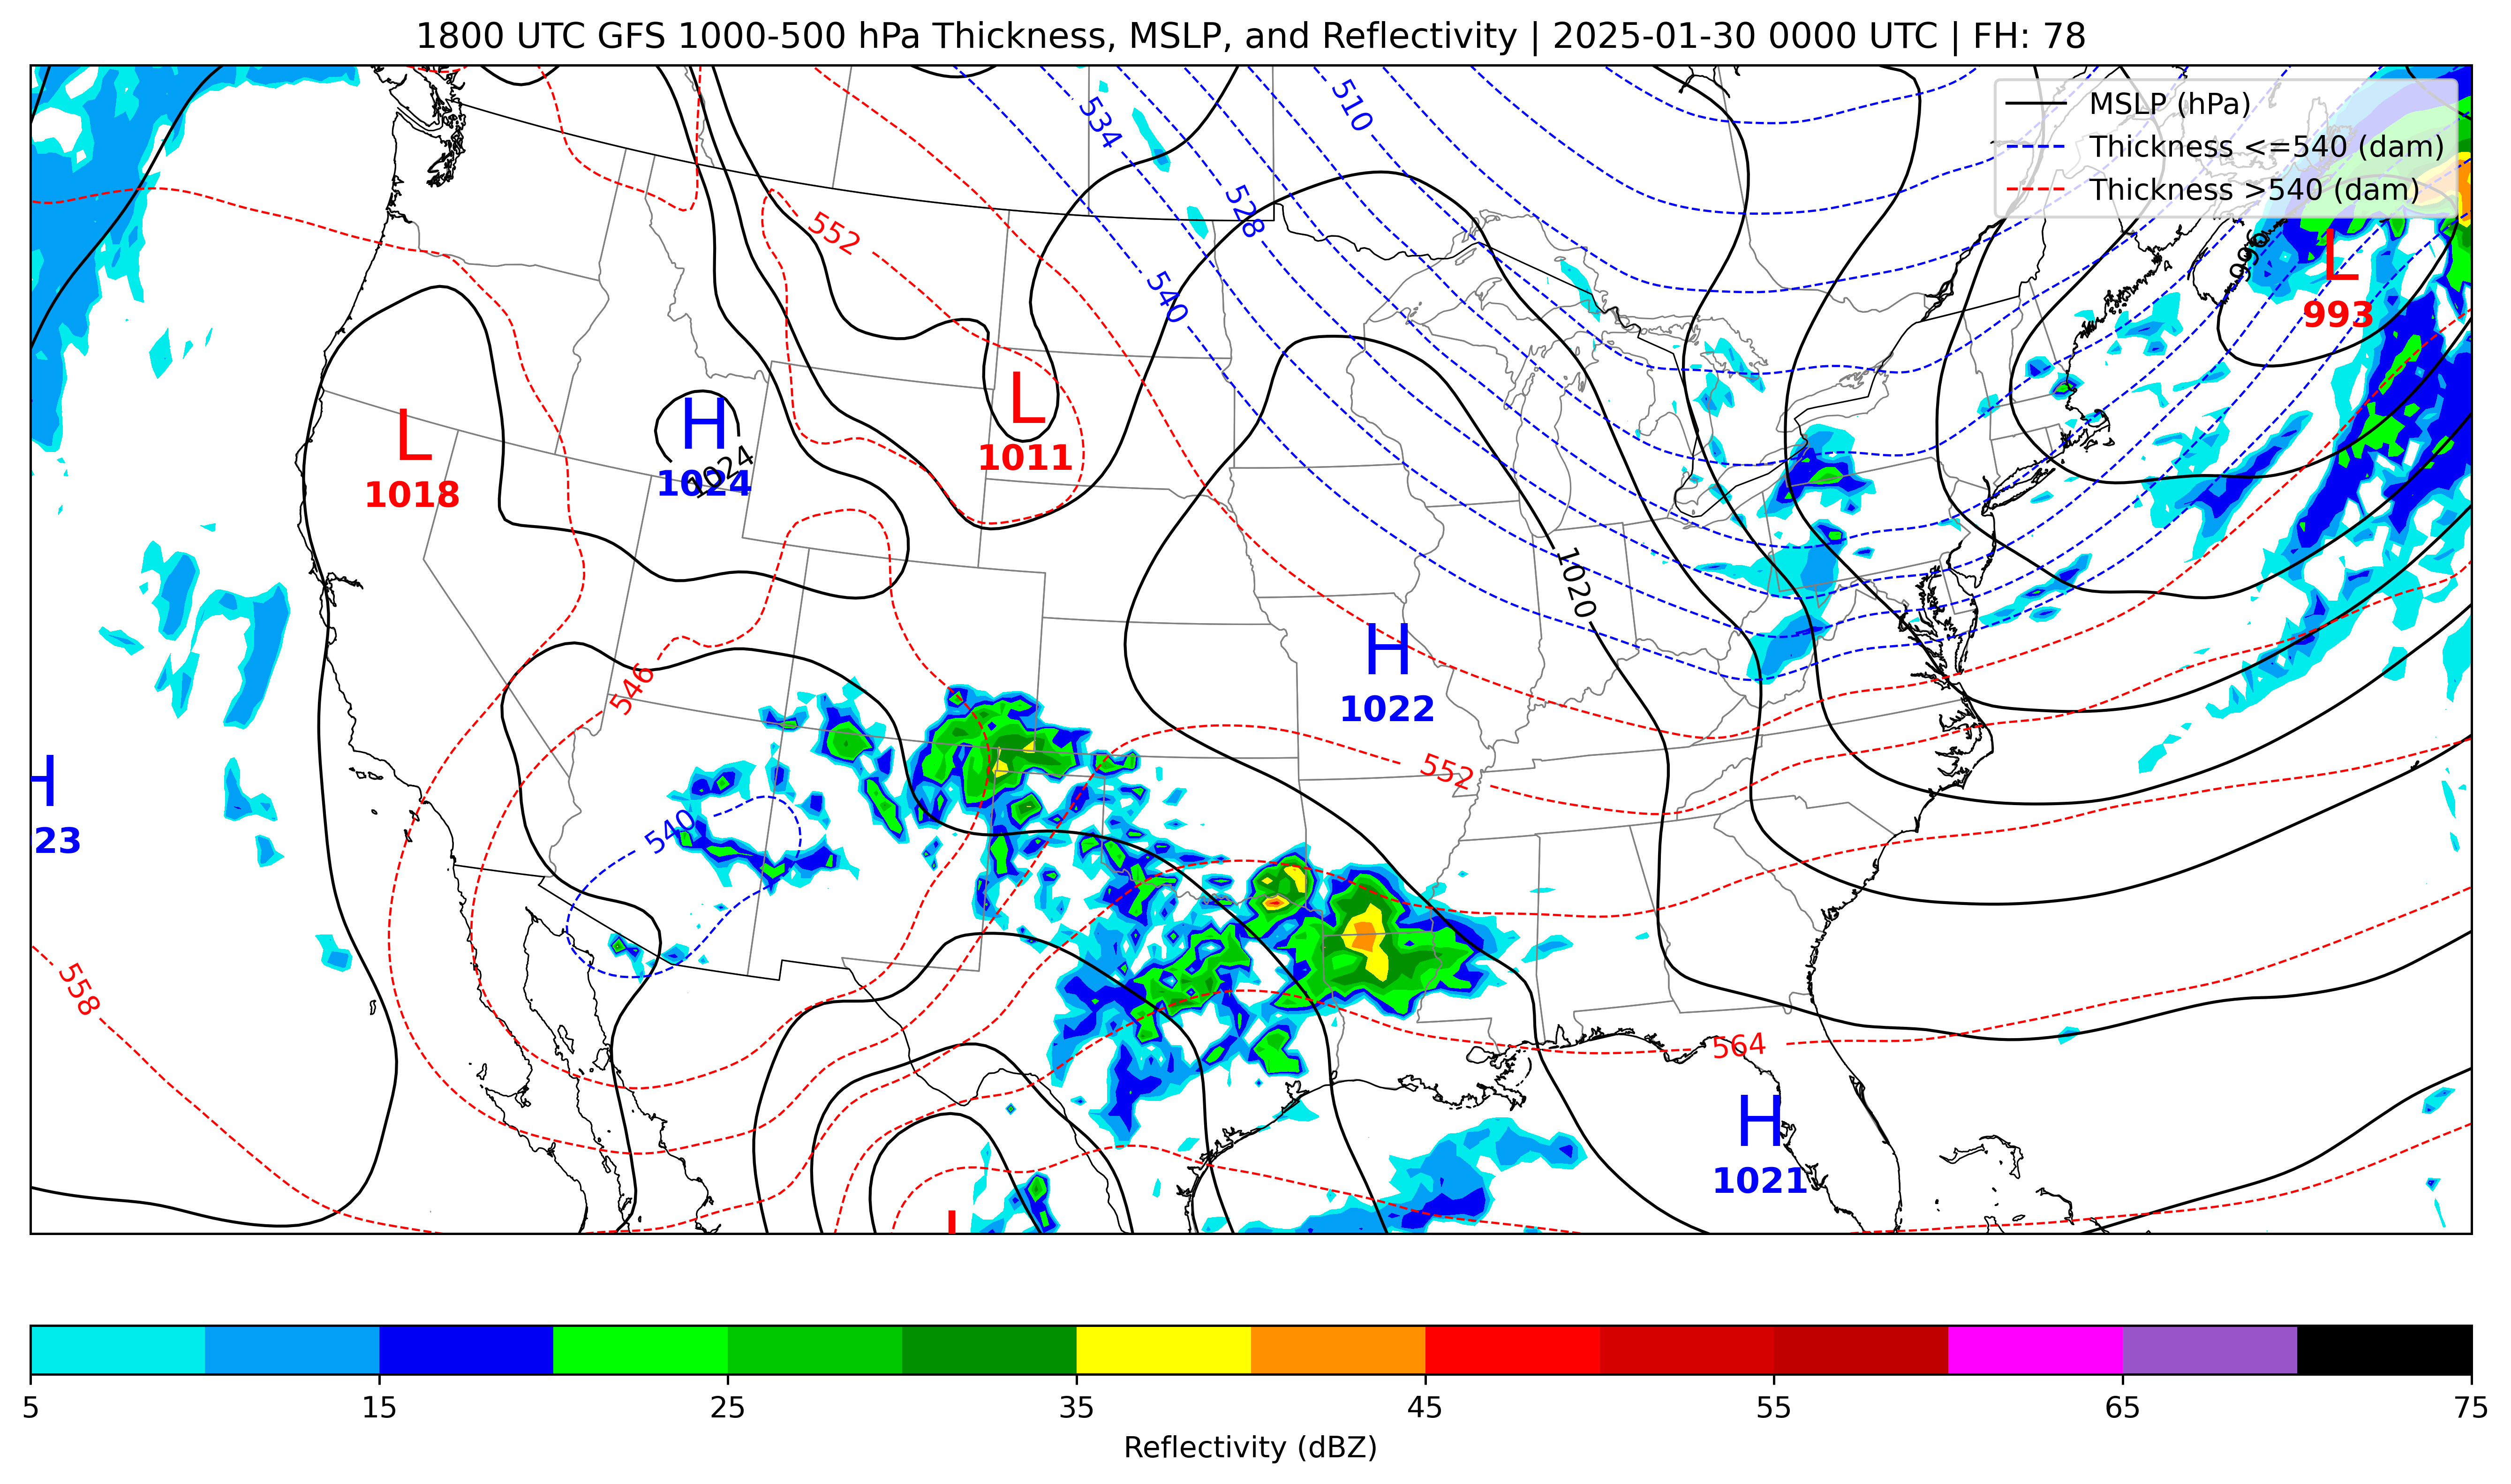 1800 UTC GFS 1000-500 hPa Thickness, MSLP, and Reflectivity | 2025-01-30 0000 UTC | FH: 78
MSLP (hPa)
Thickness <=540 (dam)
Thickness >540 (dam)
510
534
528
552
540
996
L
993
L
1018
H
1024
1024
L
1011
1020
H
1022
546
552
H
23
540
558
564
H
1021
L
5 15 25 35 45 55 65 75
Reflectivity (dBZ)